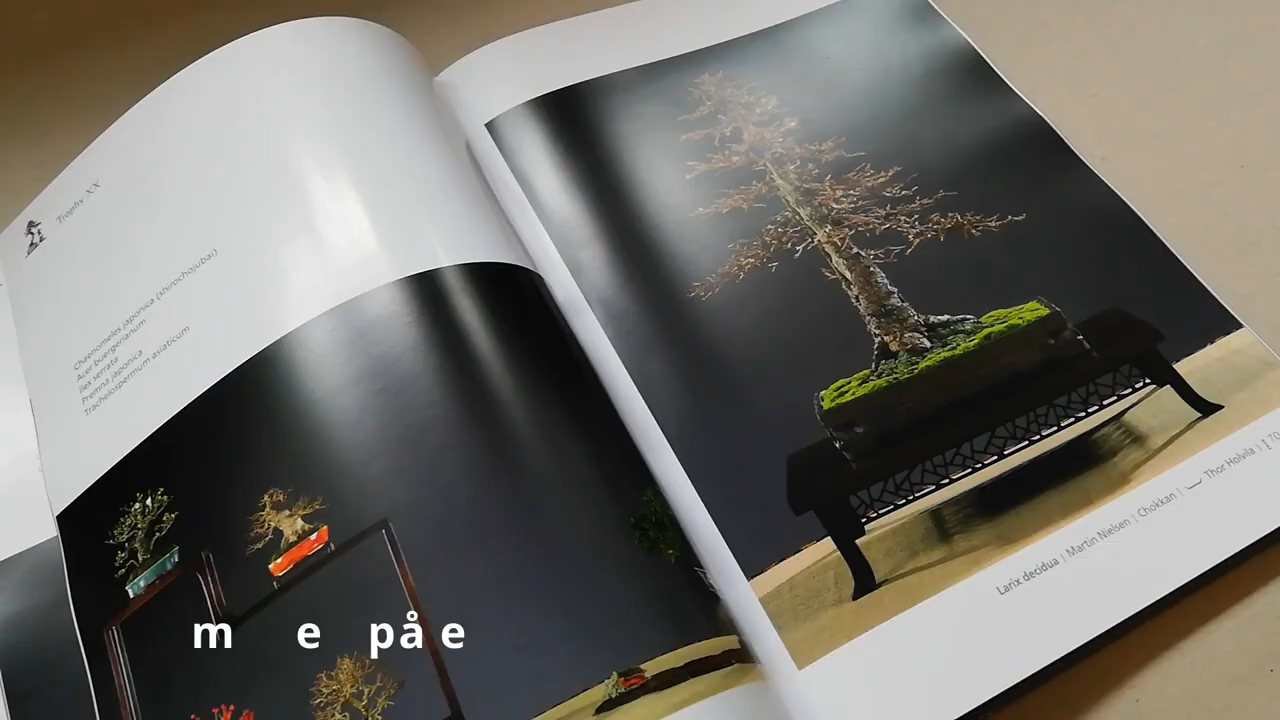 Trophy XX
Chaenomeles japonica (shirochojubai)
Acer buergerianum
Ilex serrata
Premna japonica
Trachelospermum asiaticum
Larix decidua | Martin Nielsen | Chokkan | Thor Holvila | 70
m e på e